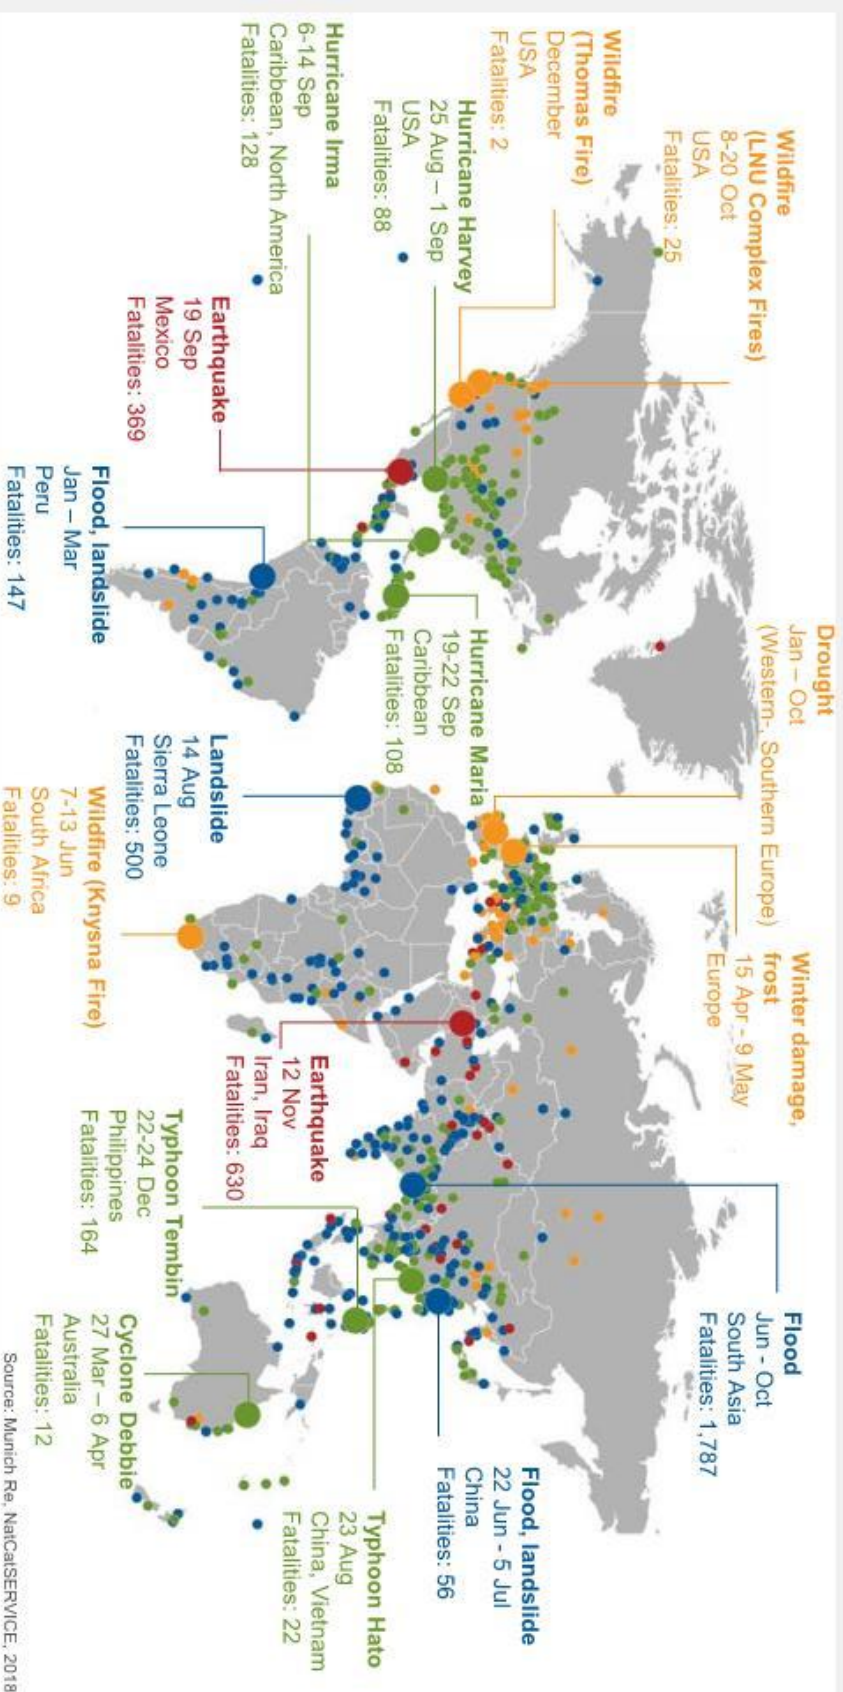 Wildfire
(LNU Complex Fires)
8-20 Oct
USA
Fatalities: 25
Wildfire
(Thomas Fire)
December
USA
Fatalities: 2
Hurricane Harvey
25 Aug – 1 Sep
USA
Fatalities: 88
Hurricane Irma
6-14 Sep
Caribbean, North America
Fatalities: 128
Earthquake
19 Sep
Mexico
Fatalities: 369
Flood, landslide
Jan – Mar
Peru
Fatalities: 147
Drought
Jan – Oct
(Western-, Southern Europe)
Hurricane Maria
19-22 Sep
Caribbean
Fatalities: 108
Landslide
14 Aug
Sierra Leone
Fatalities: 500
Wildfire (Knysna Fire)
7-13 Jun
South Africa
Fatalities: 9
Winter damage,
frost
15 Apr - 9 May
Europe
Earthquake
12 Nov
Iran, Iraq
Fatalities: 630
Typhoon Tembin
22-24 Dec
Philippines
Fatalities: 164
Cyclone Debbie
27 Mar – 6 Apr
Australia
Fatalities: 12
Flood
Jun - Oct
South Asia
Fatalities: 1,787
Flood, landslide
22 Jun - 5 Jul
China
Fatalities: 56
Typhoon Hato
23 Aug
China, Vietnam
Fatalities: 22
Source: Munich Re, NatCatSERVICE, 2018